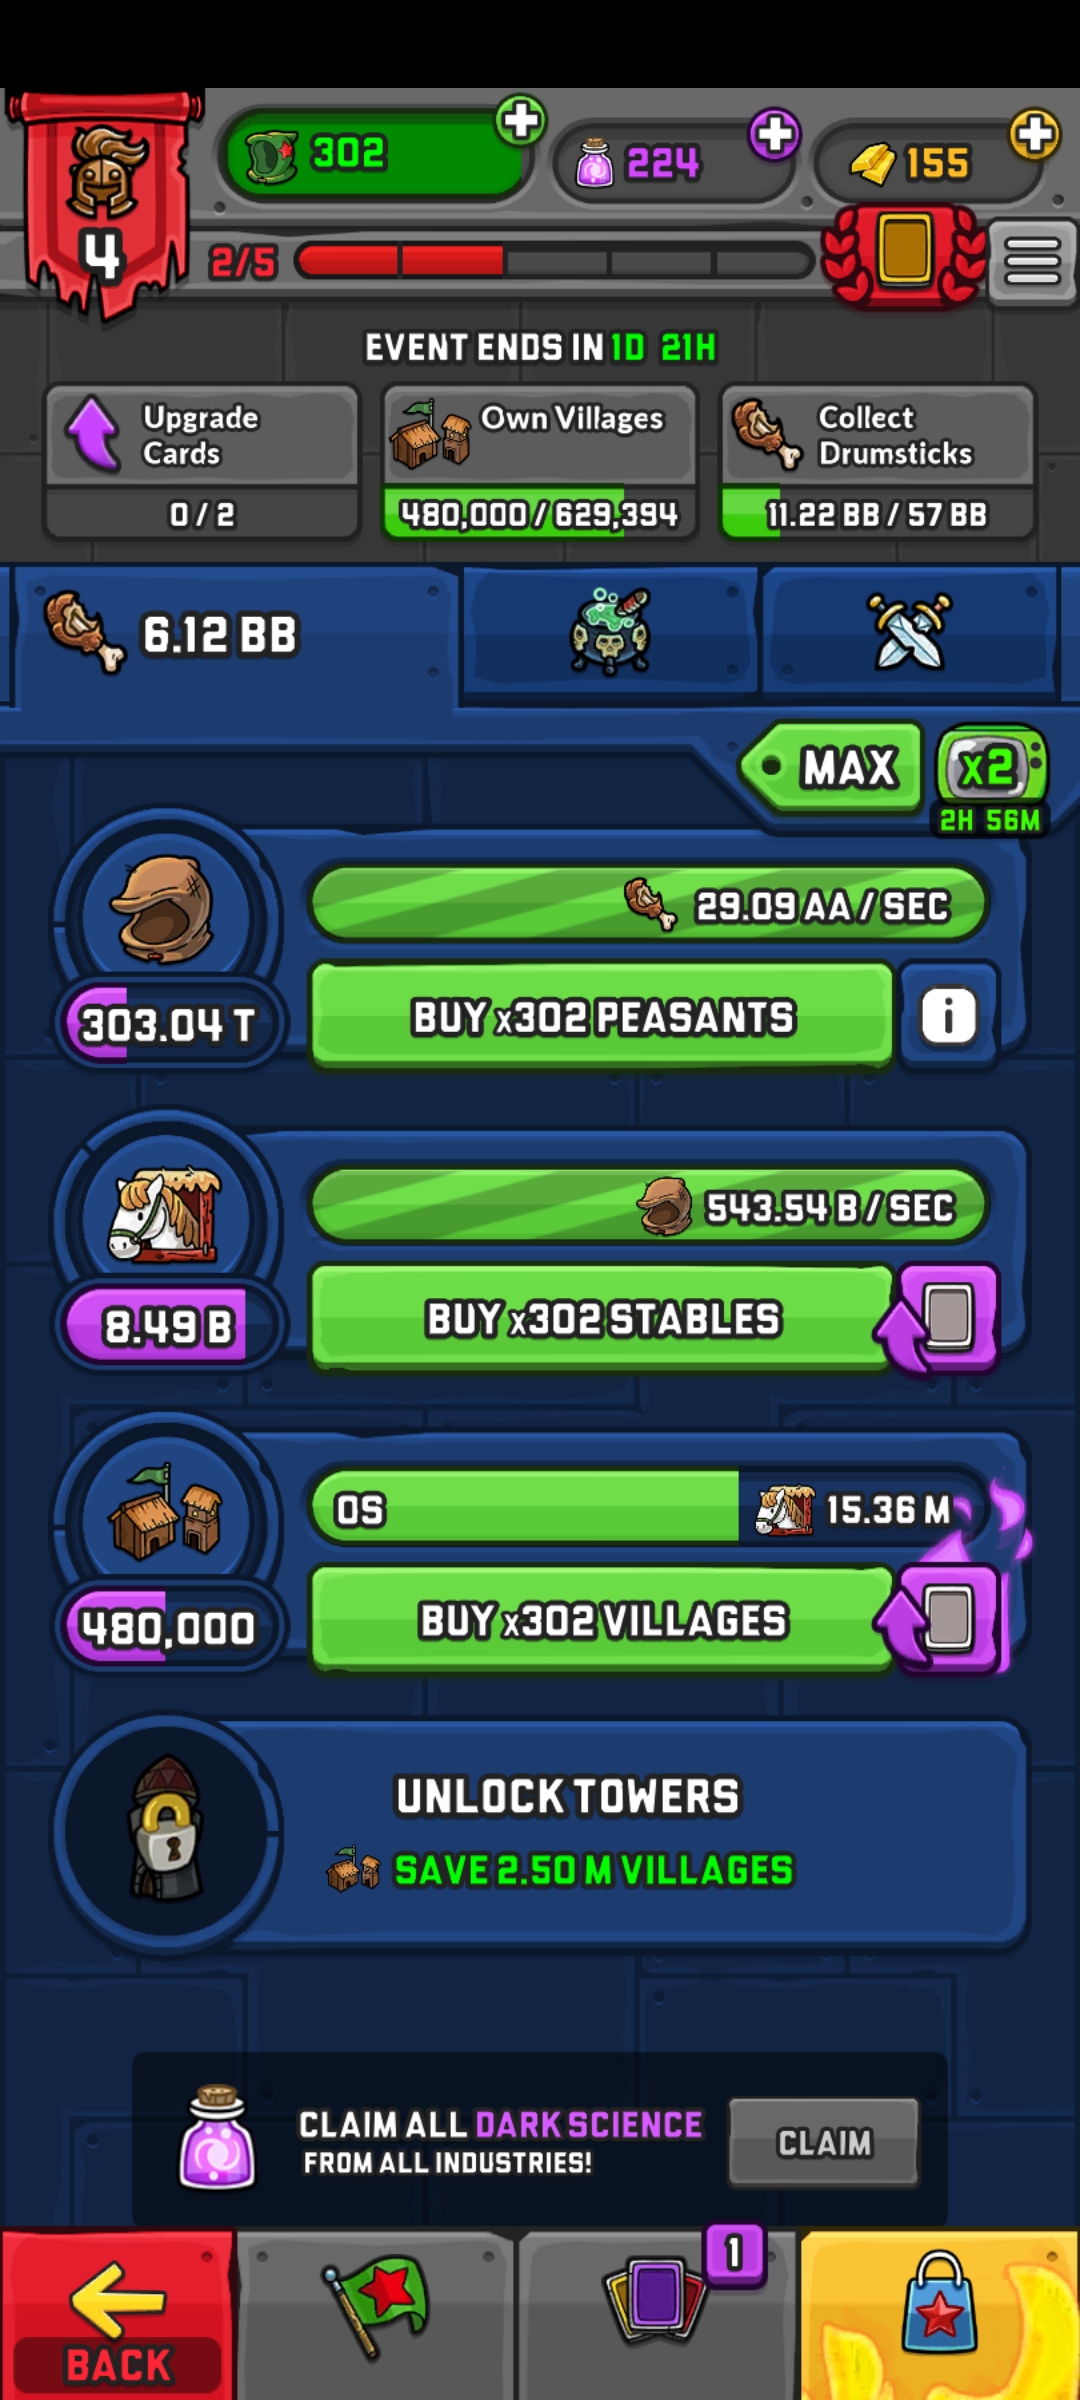 302
224
155
4
2/5
EVENT ENDS IN 1D 21H
Upgrade
Cards
0 / 2
Own Villages
480,000 / 629,394
Collect
Drumsticks
11.22 BB / 57 BB
6.12 BB
MAX
x2
2H 56M
29.09 AA / SEC
303.04 T
BUY x302 PEASANTS
i
543.54 B / SEC
8.49 B
BUY x302 STABLES
0S
15.36 M
480,000
BUY x302 VILLAGES
UNLOCK TOWERS
SAVE 2.50 M VILLAGES
CLAIM ALL DARK SCIENCE
FROM ALL INDUSTRIES!
CLAIM
1
BACK